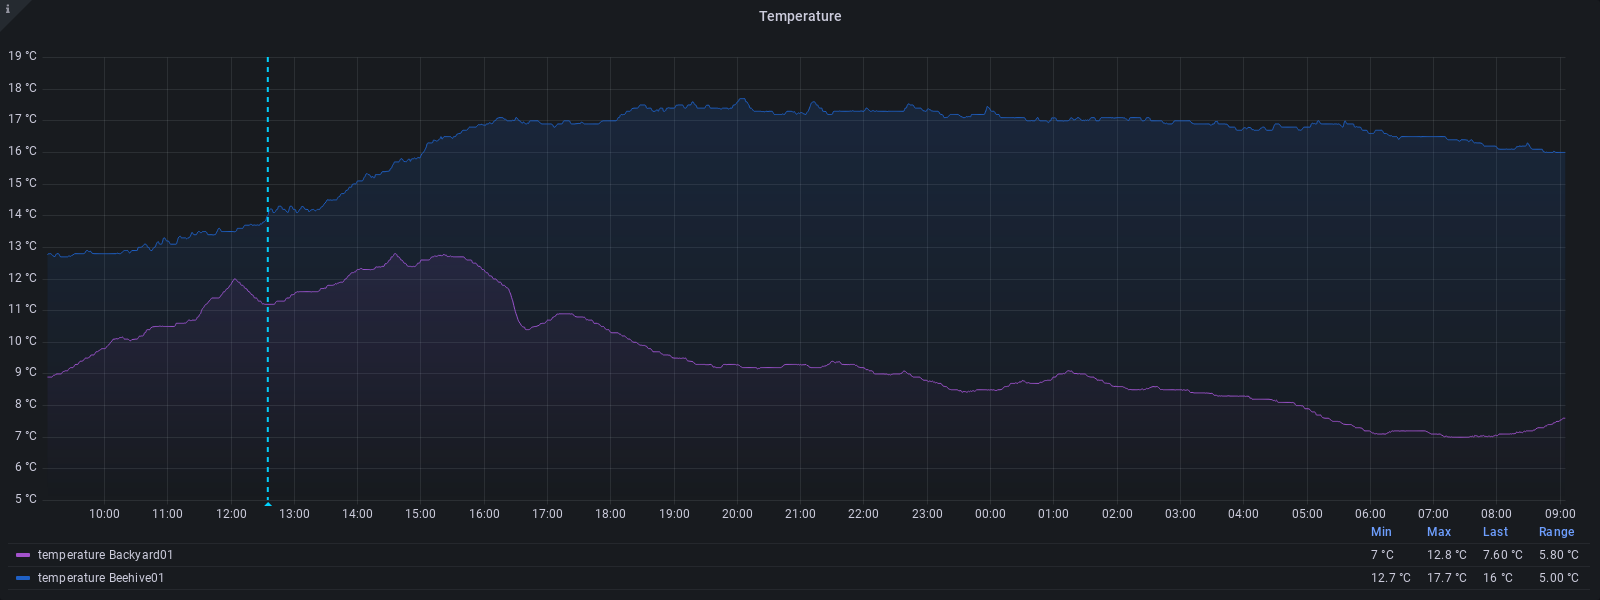 i
Temperature
19 °C
18 °C
17 °C
16 °C
15 °C
14 °C
13 °C
12 °C
11 °C
10 °C
9 °C
8 °C
7 °C
6 °C
5 °C
10:00 11:00 12:00 13:00 14:00 15:00 16:00 17:00 18:00 19:00 20:00 21:00 22:00 23:00 00:00 01:00 02:00 03:00 04:00 05:00 06:00 07:00 08:00 09:00
Min Max Last Range
temperature Backyard01 7 °C 12.8 °C 7.60 °C 5.80 °C
temperature Beehive01 12.7 °C 17.7 °C 16 °C 5.00 °C